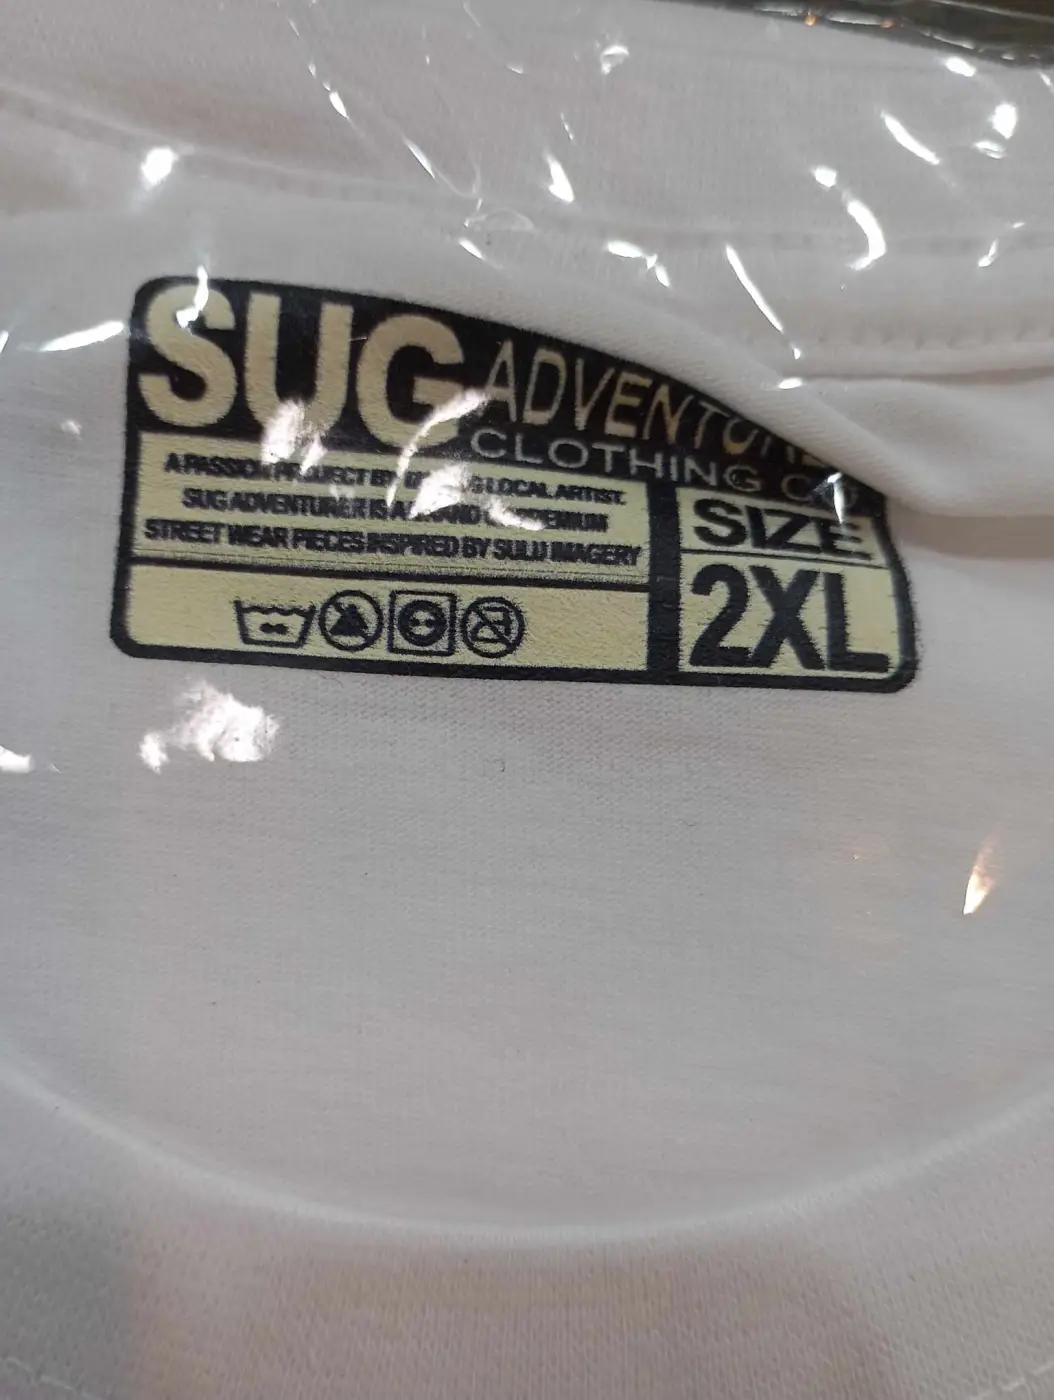 SUG ADVENTURE
CLOTHING CO
A PASSION PROJECT BY LOCAL ARTIST.
SUG ADVENTURER IS A BRAND PREMIUM
STREET WEAR PIECES INSPIRED BY SULU IMAGERY
SIZE
2XL